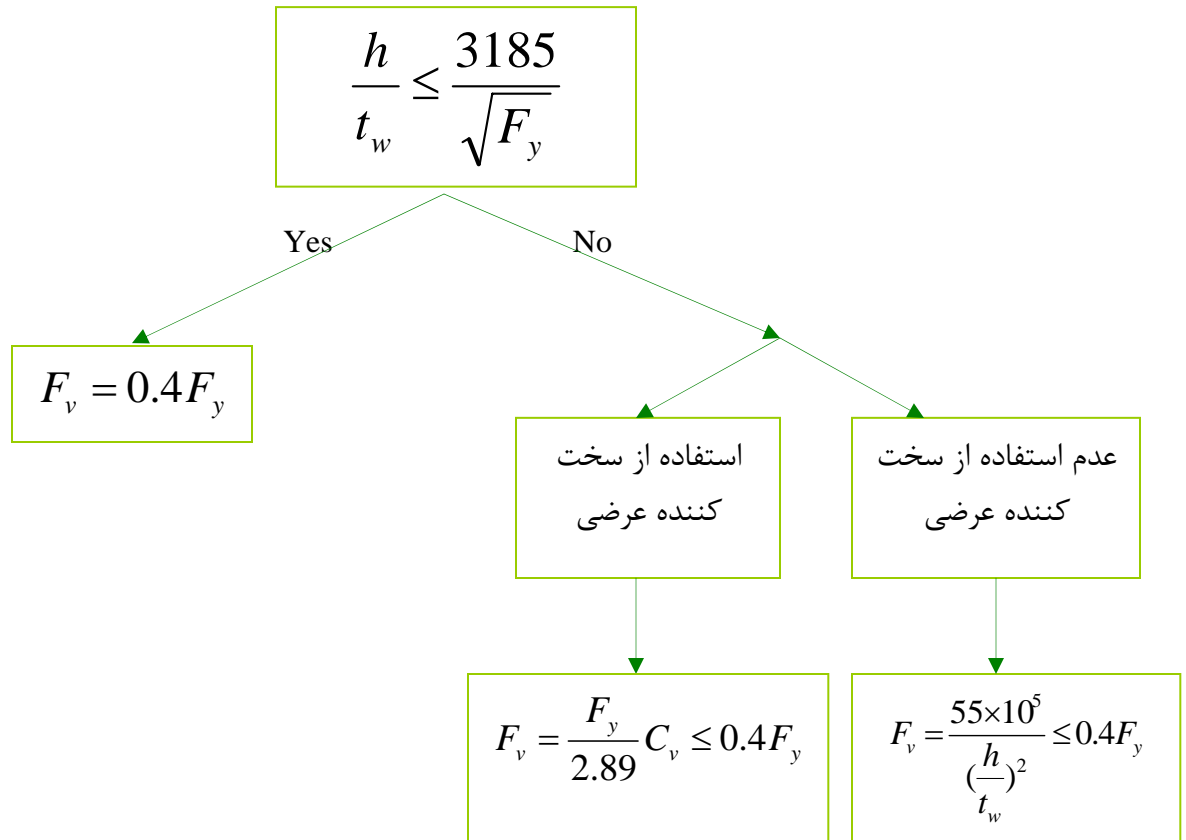 h/t_w ≤ 3185/√F_y
Yes
No
F_v = 0.4F_y
استفاده از سخت
کننده عرضی
عدم استفاده از سخت
کننده عرضی
F_v = F_y/2.89 C_v ≤ 0.4F_y
F_v = 55×10^5/(h/t_w)^2 ≤ 0.4F_y